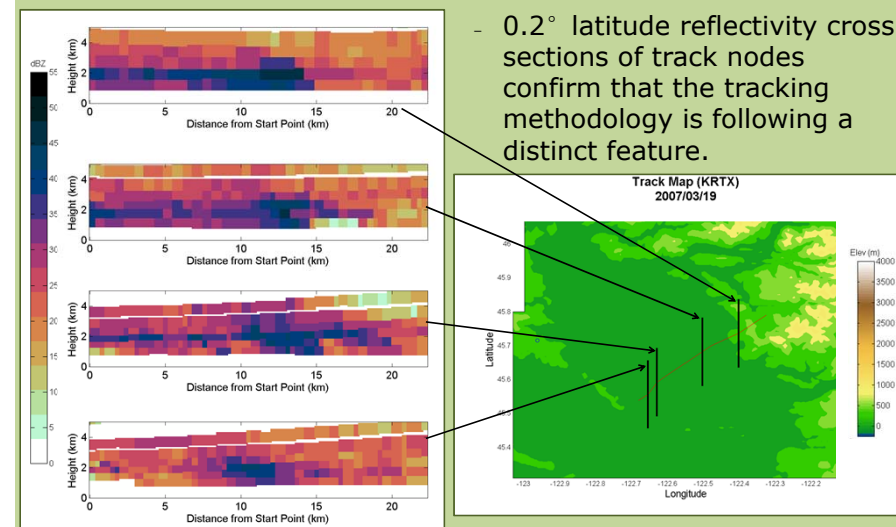 – 0.2° latitude reflectivity cross
sections of track nodes
confirm that the tracking
methodology is following a
distinct feature.
dBZ
55
50
45
40
35
30
25
20
15
10
5
0
Height (km)
4
2
0
0 5 10 15 20
Distance from Start Point (km)
Height (km)
4
2
0
0 5 10 15 20
Distance from Start Point (km)
Height (km)
4
2
0
0 5 10 15 20
Distance from Start Point (km)
Height (km)
4
2
0
0 5 10 15 20
Distance from Start Point (km)
Track Map (KRTX)
2007/03/19
Latitude
46
45.9
45.8
45.7
45.6
45.5
45.4
-123 -122.9 -122.8 -122.7 -122.6 -122.5 -122.4 -122.3 -122.2
Longitude
Elev (m)
4000
3500
3000
2500
2000
1500
1000
500
0